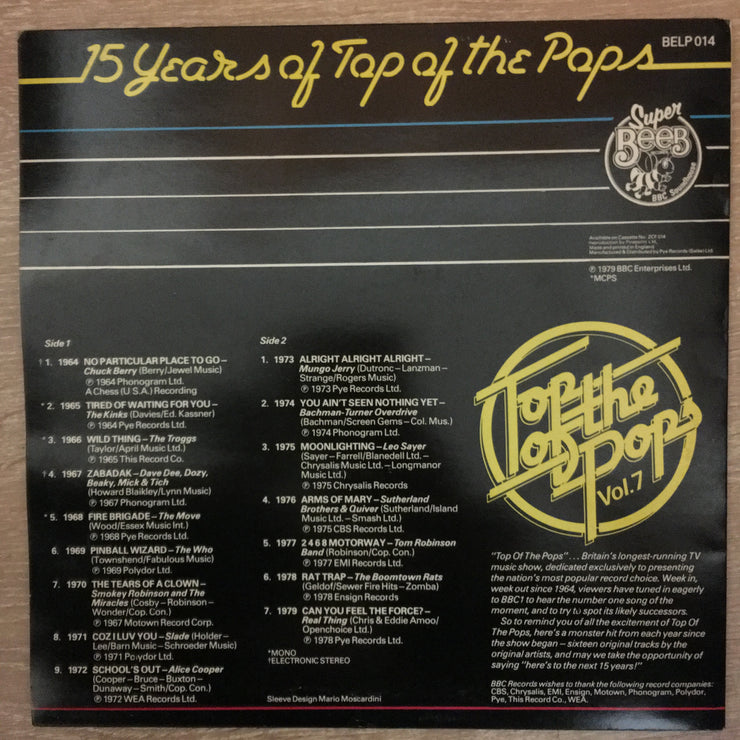 15 Years of Top of the Pops
BELP 014
Super
BEEB
BBC Soundhouse
Available on Cassette No. ZCF 014
Reproduction by Pinepoint Ltd.
Made and printed in England
Manufactured & Distributed by Pye Records (Sales) Ltd
℗ 1979 BBC Enterprises Ltd.
*MCPS
Side 1
†1. 1964 NO PARTICULAR PLACE TO GO –
Chuck Berry (Berry/Jewel Music)
℗ 1964 Phonogram Ltd.
A Chess (U.S.A.) Recording
*2. 1965 TIRED OF WAITING FOR YOU –
The Kinks (Davies/Ed. Kassner)
℗ 1964 Pye Records Ltd.
*3. 1966 WILD THING – The Troggs
(Taylor/April Music Ltd.)
℗ 1965 This Record Co.
†4. 1967 ZABADAK – Dave Dee, Dozy,
Beaky, Mick & Tich
(Howard Blaikley/Lynn Music)
℗ 1967 Phonogram Ltd.
*5. 1968 FIRE BRIGADE – The Move
(Wood/Essex Music Int.)
℗ 1968 Pye Records Ltd.
6. 1969 PINBALL WIZARD – The Who
(Townshend/Fabulous Music)
℗ 1969 Polydor Ltd.
7. 1970 THE TEARS OF A CLOWN –
Smokey Robinson and The
Miracles (Cosby – Robinson –
Wonder/Cop. Con.)
℗ 1967 Motown Record Corp.
8. 1971 COZ I LUV YOU – Slade (Holder –
Lee/Barn Music – Schroeder Music)
℗ 1971 Polydor Ltd.
9. 1972 SCHOOL'S OUT – Alice Cooper
(Cooper – Bruce – Buxton –
Dunaway – Smith/Cop. Con.)
℗ 1972 WEA Records Ltd.
Side 2
1. 1973 ALRIGHT ALRIGHT ALRIGHT –
Mungo Jerry (Dutronc – Lanzman –
Strange/Rogers Music)
℗ 1973 Pye Records Ltd.
2. 1974 YOU AIN'T SEEN NOTHING YET –
Bachman-Turner Overdrive
(Bachman/Screen Gems – Col. Mus.)
℗ 1974 Phonogram Ltd.
3. 1975 MOONLIGHTING – Leo Sayer
(Sayer – Farrell/Blanedell Ltd. –
Chrysalis Music Ltd. – Longmanor
Music Ltd.)
℗ 1975 Chrysalis Records
4. 1976 ARMS OF MARY – Sutherland
Brothers & Quiver (Sutherland/Island
Music Ltd. – Smash Ltd.)
℗ 1975 CBS Records Ltd.
5. 1977 2 4 6 8 MOTORWAY – Tom Robinson
Band (Robinson/Cop. Con.)
℗ 1977 EMI Records Ltd.
6. 1978 RAT TRAP – The Boomtown Rats
(Geldof/Sewer Fire Hits – Zomba)
℗ 1978 Ensign Records
7. 1979 CAN YOU FEEL THE FORCE? –
Real Thing (Chris & Eddie Amoo/
Openchoice Ltd.)
℗ 1978 Pye Records Ltd.
*MONO
†ELECTRONIC STEREO
Sleeve Design Mario Moscardini
Top
Of the
Pops
Vol.7
"Top Of The Pops" . . . Britain's longest-running TV
music show, dedicated exclusively to presenting
the nation's most popular record choice. Week in,
week out since 1964, viewers have tuned in eagerly
to BBC1 to hear the number one song of the
moment, and to try to spot its likely successors.
So to remind you of all the excitement of Top Of
The Pops, here's a monster hit from each year since
the show began – sixteen original tracks by the
original artists, and may we take the opportunity of
saying "here's to the next 15 years!"
BBC Records wishes to thank the following record companies:
CBS, Chrysalis, EMI, Ensign, Motown, Phonogram, Polydor,
Pye, This Record Co., WEA.